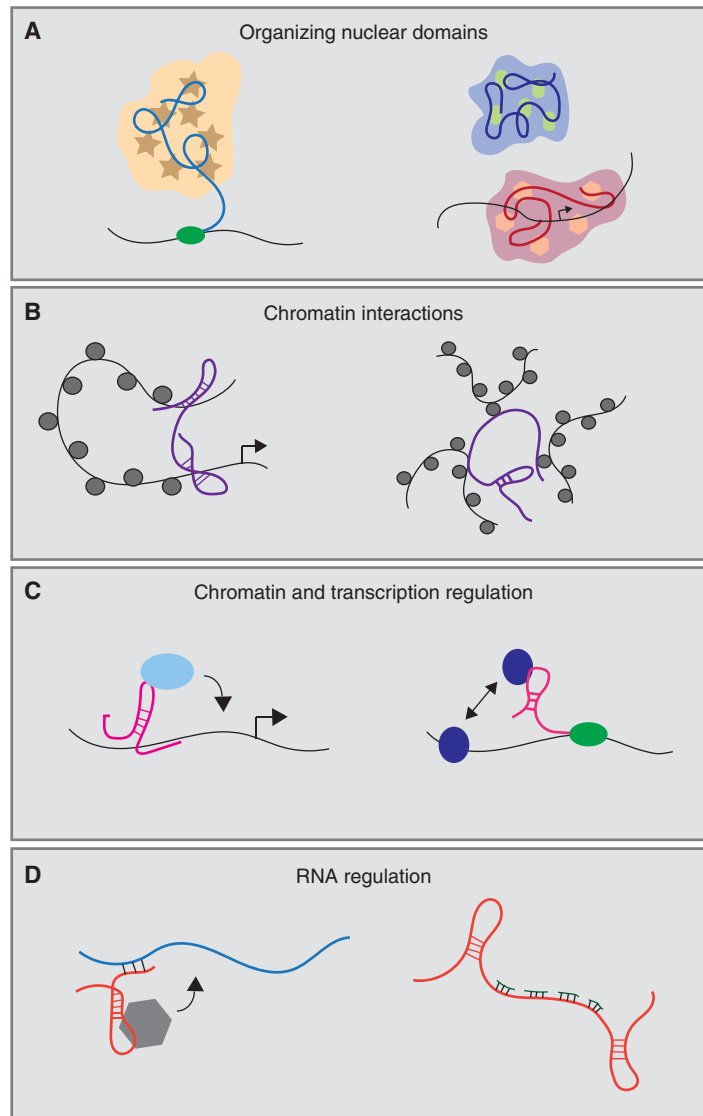 A
Organizing nuclear domains
B
Chromatin interactions
C
Chromatin and transcription regulation
D
RNA regulation